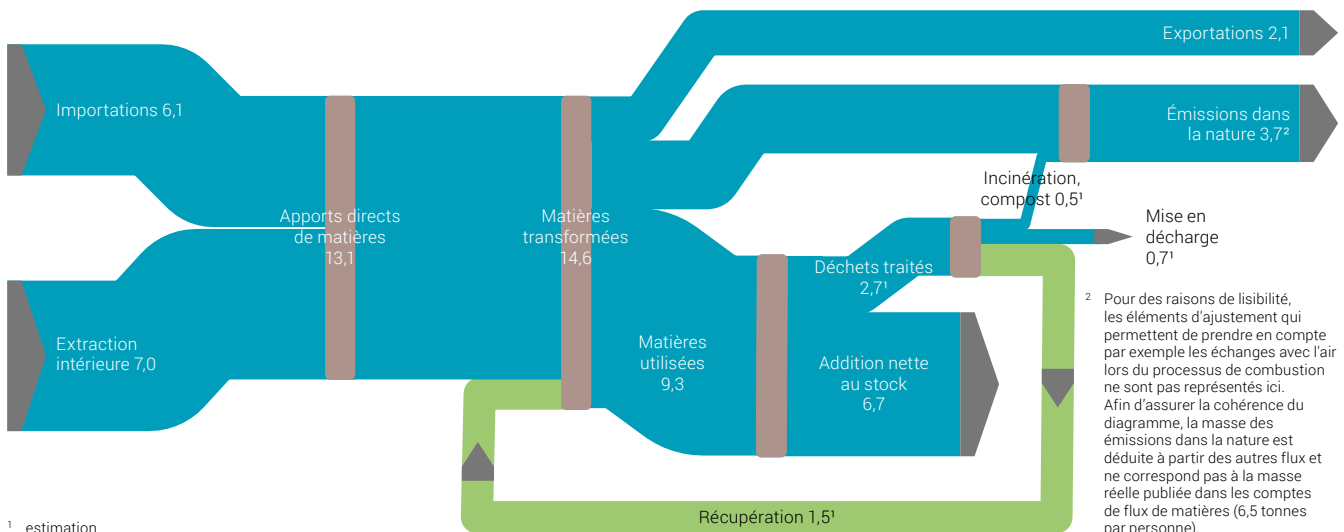 Exportations 2,1
Importations 6,1
Émissions dans
la nature 3,7²
Incinération,
compost 0,5¹
Apports directs
de matières
13,1
Matières
transformées
14,6
Mise en
décharge
0,7¹
Déchets traités
2,7¹
Extraction
intérieure 7,0
Matières
utilisées
9,3
Addition nette
au stock
6,7
Récupération 1,5¹
¹ estimation
² Pour des raisons de lisibilité,
les éléments d'ajustement qui
permettent de prendre en compte
par exemple les échanges avec l'air
lors du processus de combustion
ne sont pas représentés ici.
Afin d'assurer la cohérence du
diagramme, la masse des
émissions dans la nature est
déduite à partir des autres flux et
ne correspond pas à la masse
réelle publiée dans les comptes
de flux de matières (6,5 tonnes
par personne).